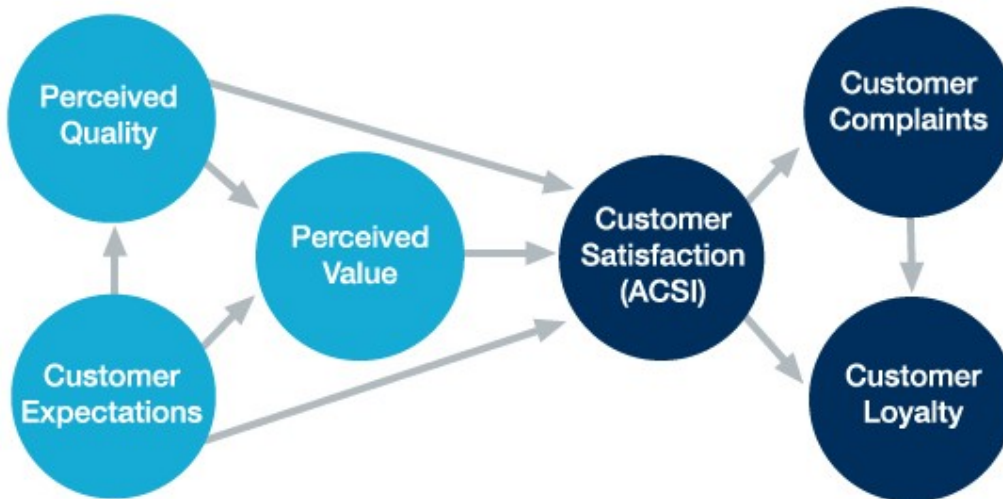 Perceived
Quality
Customer
Complaints
Perceived
Value
Customer
Satisfaction
(ACSI)
Customer
Expectations
Customer
Loyalty